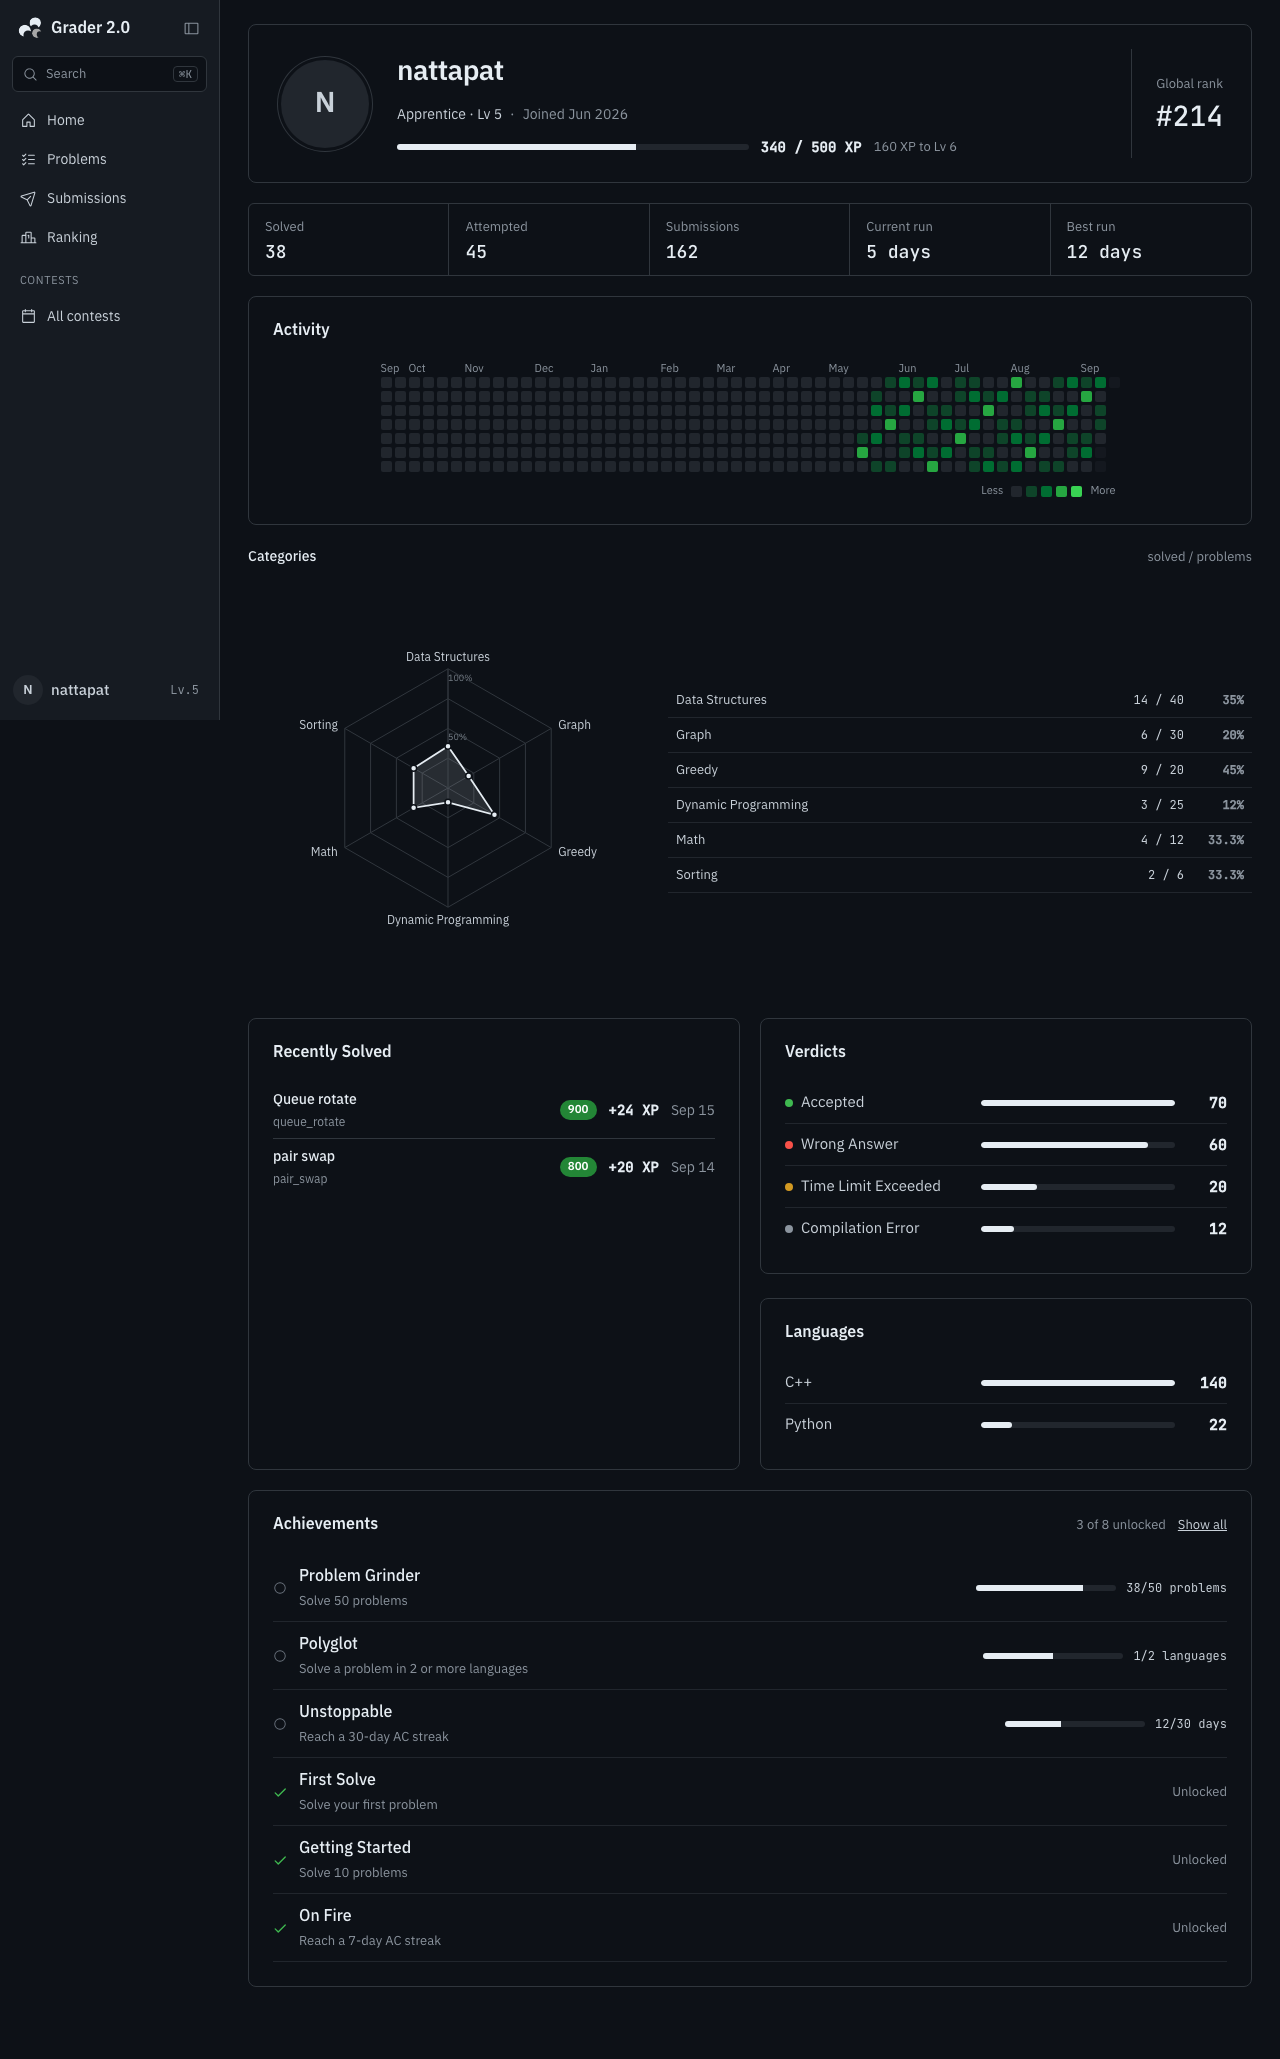 Grader 2.0
Search ⌘K
Home
Problems
Submissions
Ranking
CONTESTS
All contests
N nattapat Lv.5
N
nattapat
Apprentice · Lv 5 · Joined Jun 2026
340 / 500 XP 160 XP to Lv 6
Global rank
#214
Solved
38
Attempted
45
Submissions
162
Current run
5 days
Best run
12 days
Activity
Sep Oct Nov Dec Jan Feb Mar Apr May Jun Jul Aug Sep
Less More
Categories solved / problems
Data Structures
100%
Sorting Graph
50%
Math Greedy
Dynamic Programming
Data Structures 14 / 40 35%
Graph 6 / 30 20%
Greedy 9 / 20 45%
Dynamic Programming 3 / 25 12%
Math 4 / 12 33.3%
Sorting 2 / 6 33.3%
Recently Solved
Queue rotate
queue_rotate
900 +24 XP Sep 15
pair swap
pair_swap
800 +20 XP Sep 14
Verdicts
Accepted 70
Wrong Answer 60
Time Limit Exceeded 20
Compilation Error 12
Languages
C++ 140
Python 22
Achievements 3 of 8 unlocked Show all
Problem Grinder
Solve 50 problems
38/50 problems
Polyglot
Solve a problem in 2 or more languages
1/2 languages
Unstoppable
Reach a 30-day AC streak
12/30 days
First Solve
Solve your first problem
Unlocked
Getting Started
Solve 10 problems
Unlocked
On Fire
Reach a 7-day AC streak
Unlocked